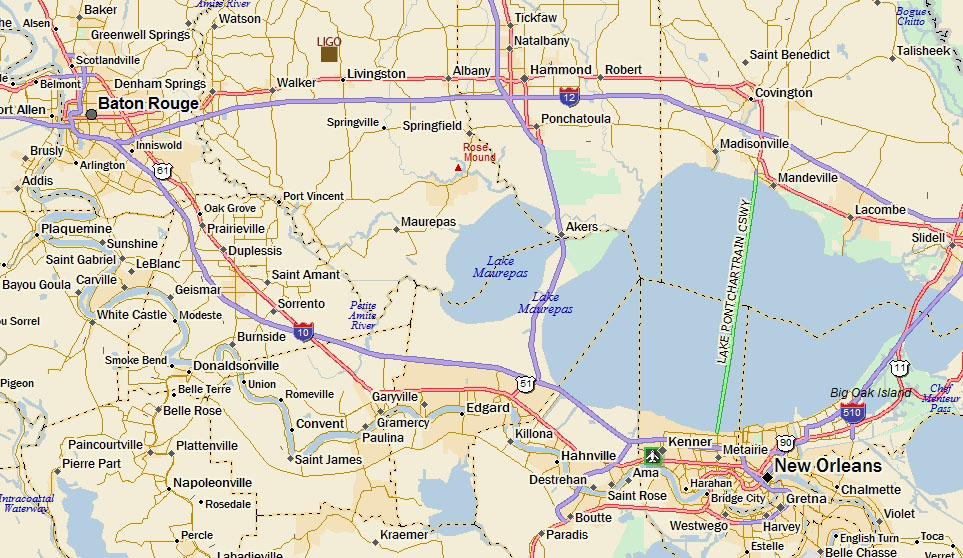 Baker
Amite River
Watson
Tickfaw
Bogue
Chitto
Alsen
Greenwell Springs
Natalbany
Saint Benedict
Talisheek
LIGO
Scotlandville
Belmont
Denham Springs
Walker
Livingston
Albany
Hammond
Robert
Covington
ort Allen
Baton Rouge
12
Springville
Springfield
Ponchatoula
Brusly
Inniswold
Arlington
61
Rose
Mound
Madisonville
Addis
Port Vincent
Mandeville
Oak Grove
Lacombe
Plaquemine
Prairieville
Maurepas
Akers
Slidell
Sunshine
Duplessis
LAKE PONTCHARTRAIN CSWY
Saint Gabriel
LeBlanc
Lake
Maurepas
Bayou Goula
Carville
Saint Amant
Geismar
Sorrento
Petite
Amite
River
Lake
Maurepas
ou Sorrel
White Castle
Modeste
10
Burnside
Smoke Bend
Donaldsonville
11
Pigeon
Union
Belle Terre
Romeville
Garyville
51
Big Oak Island
Chef
Menteur
Pass
Belle Rose
Edgard
510
Convent
Gramercy
Paulina
Killona
Paincourtville
Plattenville
Kenner
90
Metairie
Pierre Part
Saint James
Hahnville
New Orleans
Napoleonville
Destrehan
Ama
Harahan
Chalmette
Intracoastal
Waterway
Rosedale
Saint Rose
Bridge City
Gretna
Boutte
Westwego
Harvey
Violet
Percle
Kraemer
Paradis
Estelle
English Turn
Toca
Labadieville
Belle Chasse
Verret